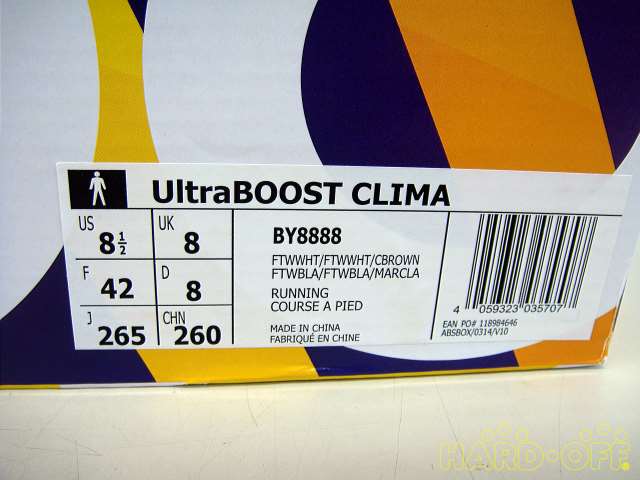 UltraBOOST CLIMA
US 8 1/2 UK 8
F 42 D 8
J 265 CHN 260
BY8888
FTWWHT/FTWWHT/CBROWN
FTWBLA/FTWBLA/MARCLA
RUNNING
COURSE A PIED
MADE IN CHINA
FABRIQUÉ EN CHINE
4 059323 035707
EAN PO# 118984646
ABSBOX/0314/V10
HARD-OFF